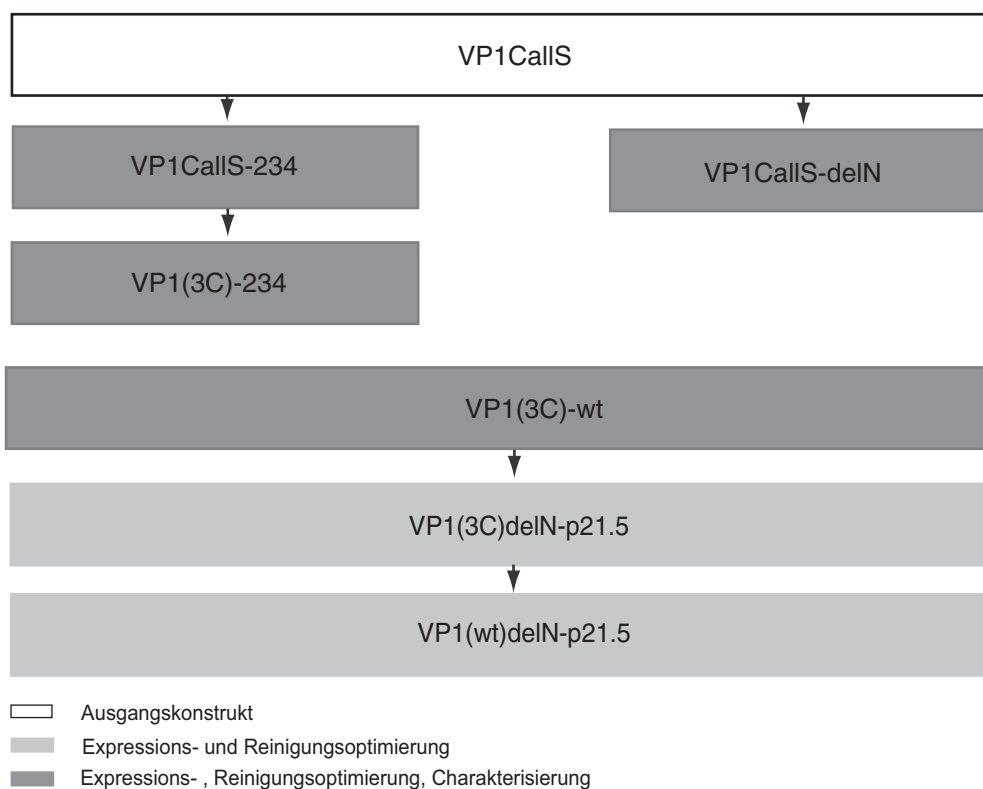 VP1CallS
VP1CallS-234
VP1CallS-delN
VP1(3C)-234
VP1(3C)-wt
VP1(3C)delN-p21.5
VP1(wt)delN-p21.5
Ausgangskonstrukt
Expressions- und Reinigungsoptimierung
Expressions- , Reinigungsoptimierung, Charakterisierung